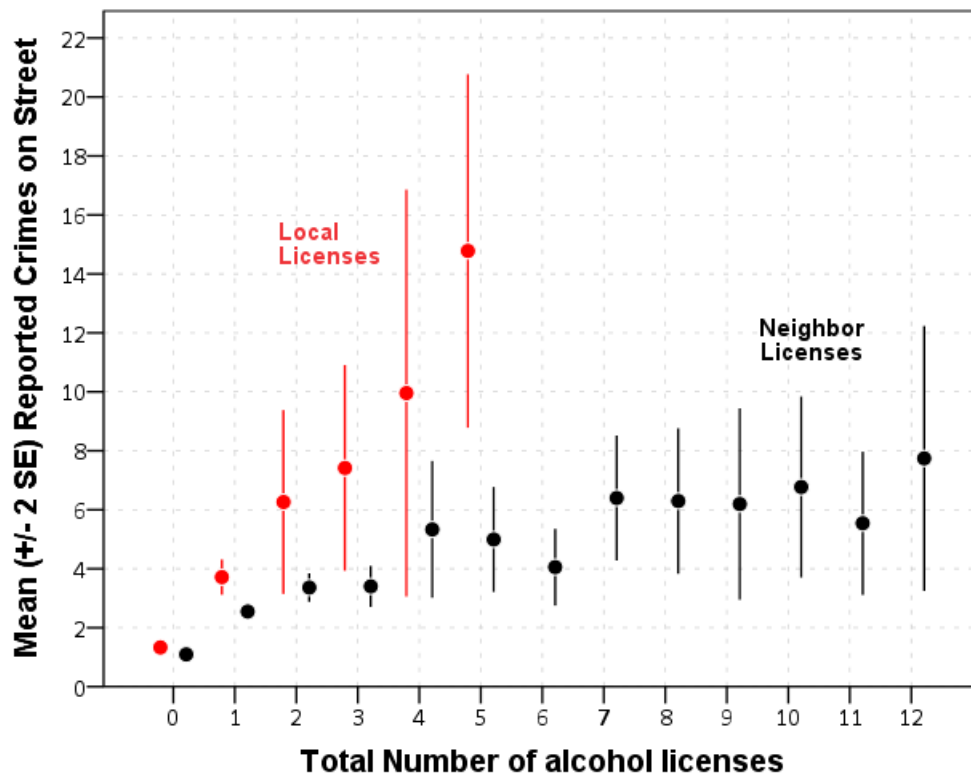 Mean (+/- 2 SE) Reported Crimes on Street
22
20
18
16
14
12
10
8
6
4
2
0
Local
Licenses
Neighbor
Licenses
0 1 2 3 4 5 6 7 8 9 10 11 12
Total Number of alcohol licenses